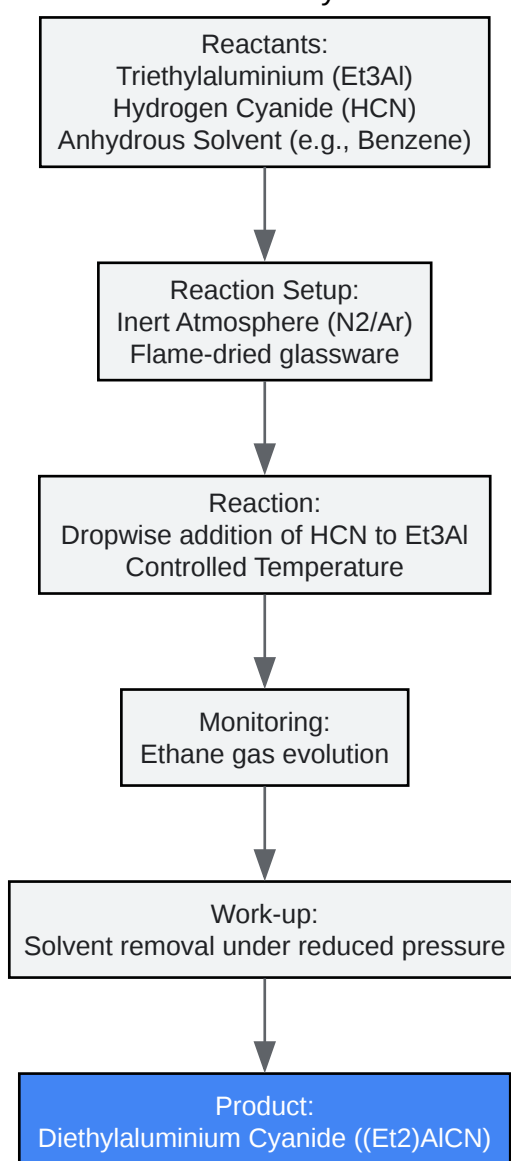 Reactants:
Triethylaluminium (Et3Al)
Hydrogen Cyanide (HCN)
Anhydrous Solvent (e.g., Benzene)
Reaction Setup:
Inert Atmosphere (N2/Ar)
Flame-dried glassware
Reaction:
Dropwise addition of HCN to Et3Al
Controlled Temperature
Monitoring:
Ethane gas evolution
Work-up:
Solvent removal under reduced pressure
Product:
Diethylaluminium Cyanide ((Et2)AlCN)